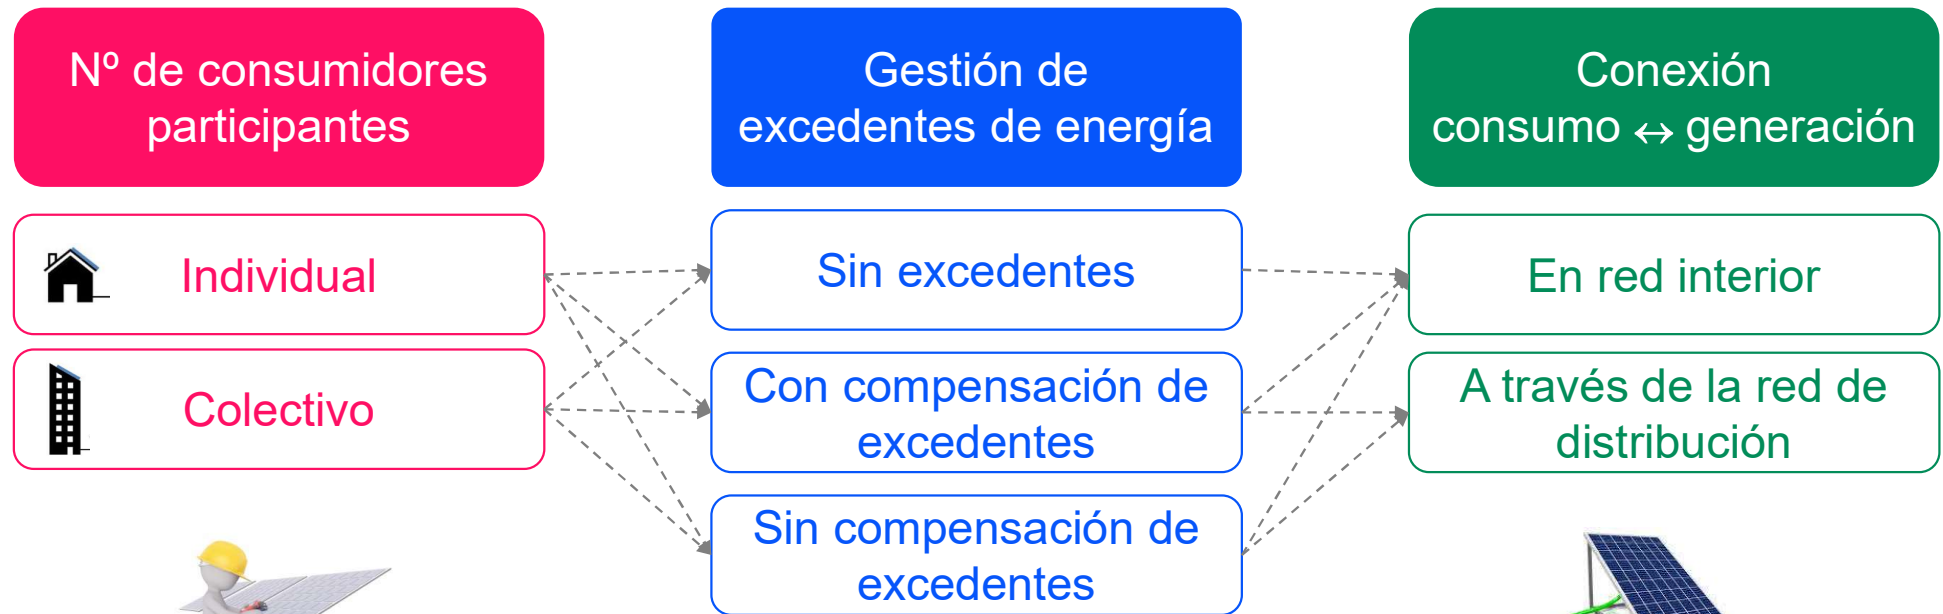 Nº de consumidores
participantes
Gestión de
excedentes de energía
Conexión
consumo ↔ generación
Individual
Colectivo
Sin excedentes
Con compensación de
excedentes
Sin compensación de
excedentes
En red interior
A través de la red de
distribución